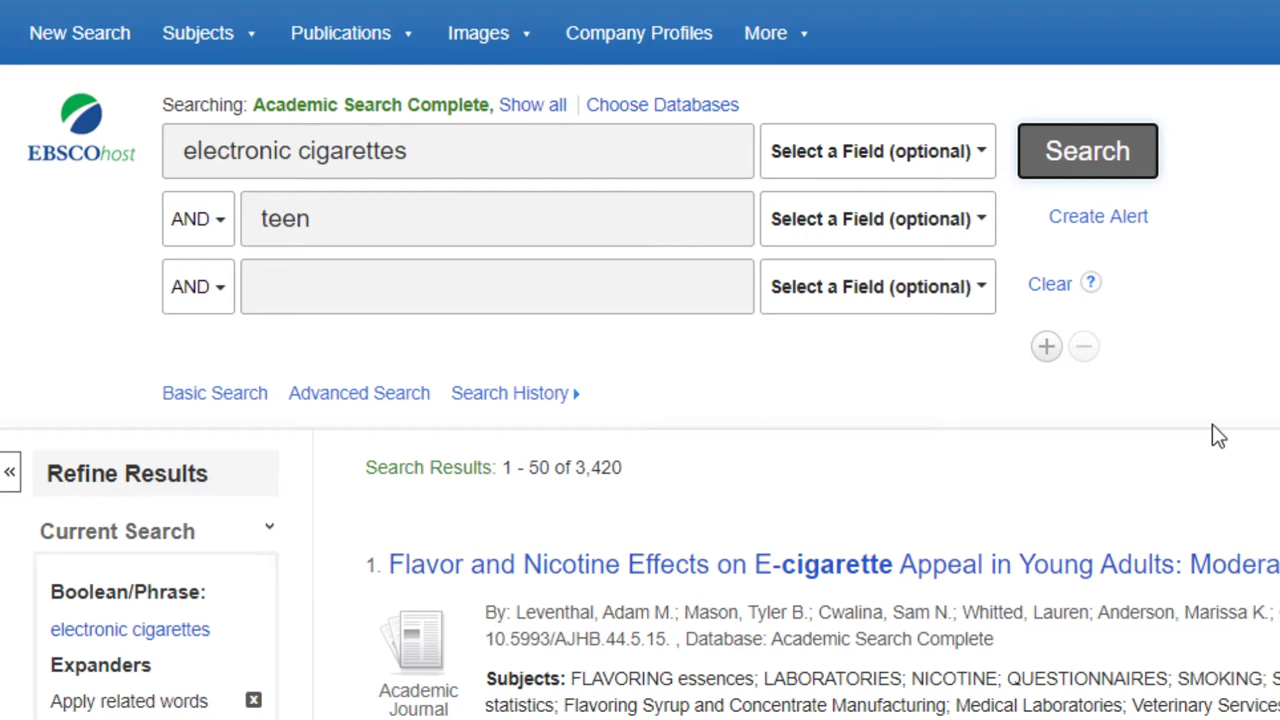 New Search Subjects Publications Images Company Profiles More
Searching: Academic Search Complete, Show all Choose Databases
EBSCOhost
electronic cigarettes Select a Field (optional) Search
AND teen Select a Field (optional) Create Alert
AND Select a Field (optional) Clear ?
Basic Search Advanced Search Search History
« Refine Results
Search Results: 1 - 50 of 3,420
Current Search
Boolean/Phrase:
electronic cigarettes
Expanders
Apply related words
1. Flavor and Nicotine Effects on E-cigarette Appeal in Young Adults: Modera
By: Leventhal, Adam M.; Mason, Tyler B.; Cwalina, Sam N.; Whitted, Lauren; Anderson, Marissa K.;
10.5993/AJHB.44.5.15. , Database: Academic Search Complete
Academic
Journal
Subjects: FLAVORING essences; LABORATORIES; NICOTINE; QUESTIONNAIRES; SMOKING;
statistics; Flavoring Syrup and Concentrate Manufacturing; Medical Laboratories; Veterinary Services